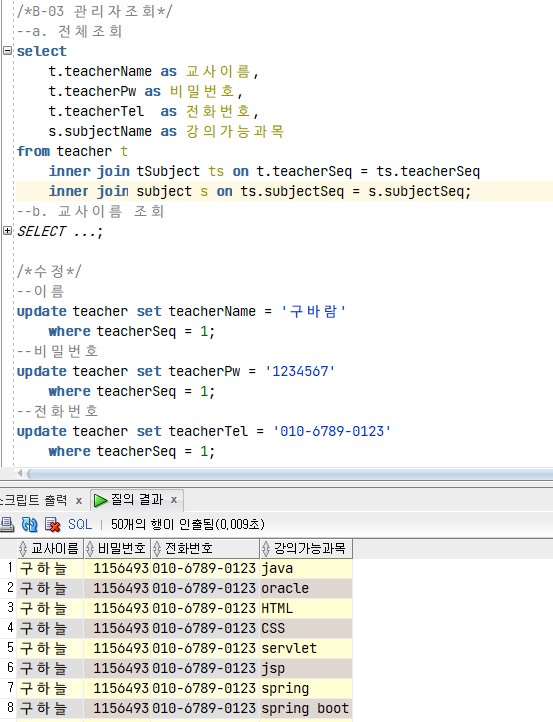 /*B-03 관리자조회*/
--a. 전체조회
select
t.teacherName as 교사이름,
t.teacherPw as 비밀번호,
t.teacherTel  as 전화번호,
s.subjectName as 강의가능과목
from teacher t
inner join tSubject ts on t.teacherSeq = ts.teacherSeq
inner join subject s on ts.subjectSeq = s.subjectSeq;
--b. 교사이름 조회
SELECT ...;
/*수정*/
--이름
update teacher set teacherName = '구바람'
where teacherSeq = 1;
--비밀번호
update teacher set teacherPw = '1234567'
where teacherSeq = 1;
--전화번호
update teacher set teacherTel = '010-6789-0123'
where teacherSeq = 1;
스크립트 출력 x 질의 결과 x
SQL | 50개의 행이 인출됨(0,009초)
교사이름 비밀번호 전화번호 강의가능과목
1 구하늘 1156493 010-6789-0123 java
2 구하늘 1156493 010-6789-0123 oracle
3 구하늘 1156493 010-6789-0123 HTML
4 구하늘 1156493 010-6789-0123 CSS
5 구하늘 1156493 010-6789-0123 servlet
6 구하늘 1156493 010-6789-0123 jsp
7 구하늘 1156493 010-6789-0123 spring
8 구하늘 1156493 010-6789-0123 spring boot